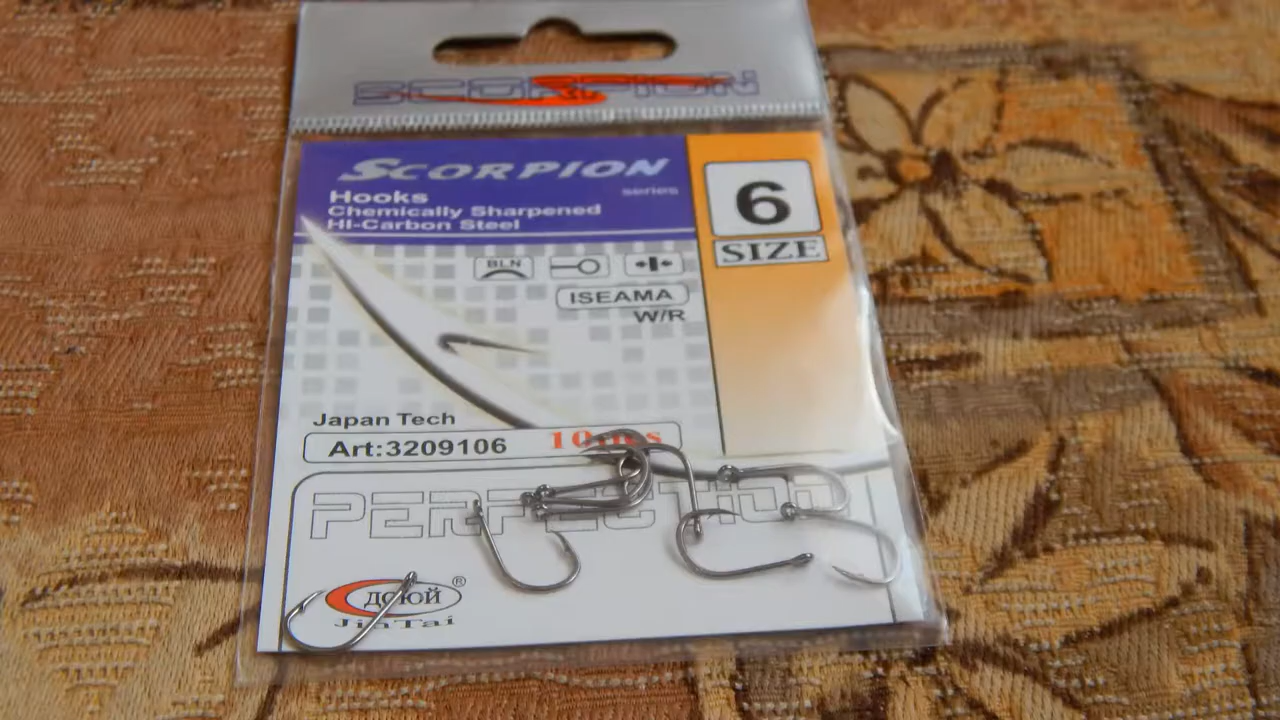 SCORPION
SCORPION
series
Hooks
Chemically Sharpened
HI-Carbon Steel
6
SIZE
BLN
ISEAMA
W/R
Japan Tech
Art:3209106 10pcs
PERFECTION
ДОЮЙ ®
JinTai